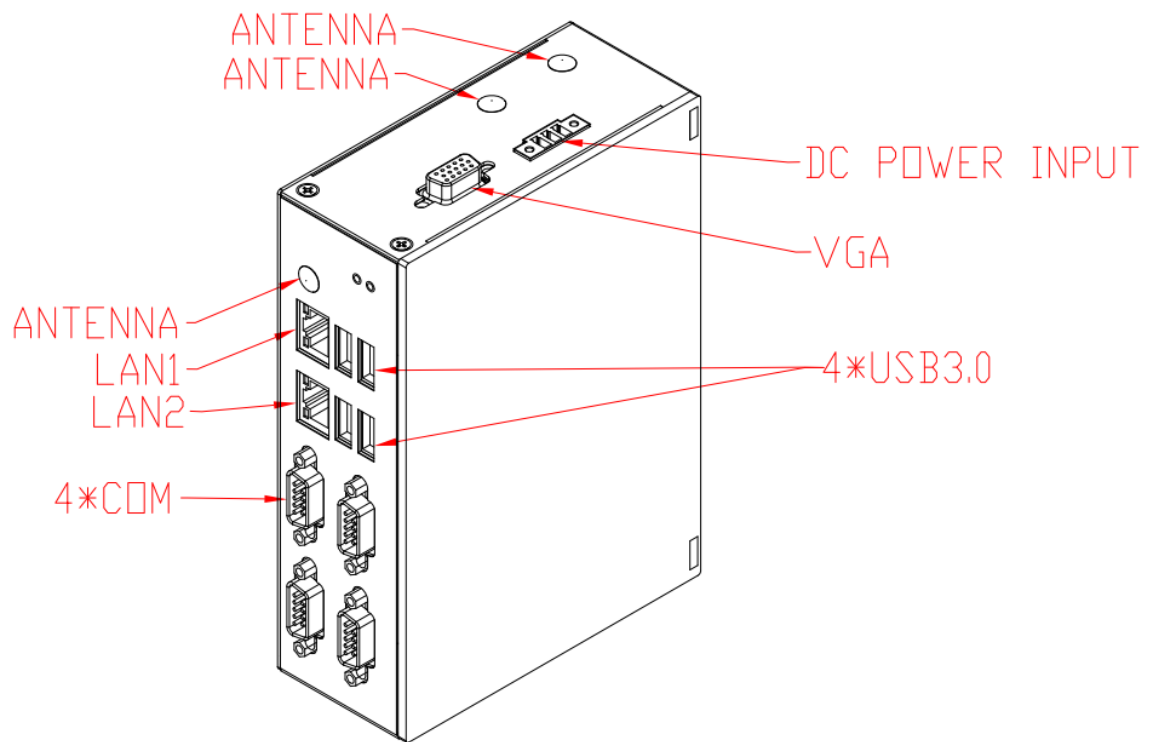 ANTENNA
ANTENNA
DC POWER INPUT
VGA
ANTENNA
LAN1
4*USB3.0
LAN2
4*COM